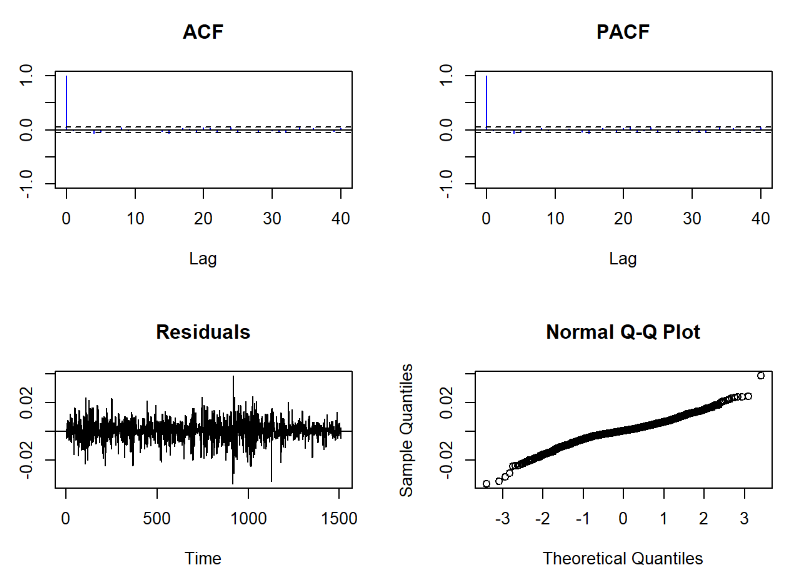 ACF
1.0
0.0
-1.0
0 10 20 30 40
Lag
PACF
1.0
0.0
-1.0
0 10 20 30 40
Lag
Residuals
0.02
-0.02
0 500 1000 1500
Time
Normal Q-Q Plot
Sample Quantiles
0.02
-0.02
-3 -2 -1 0 1 2 3
Theoretical Quantiles